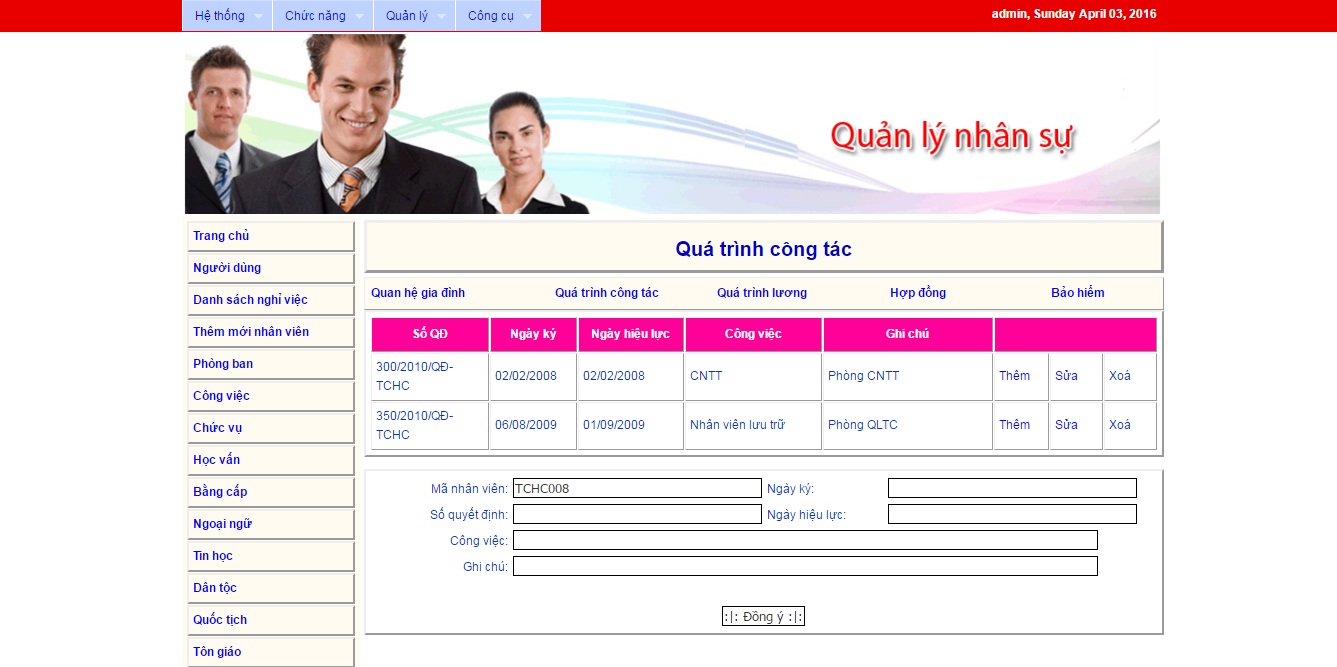 Hệ thống Chức năng Quản lý Công cụ admin, Sunday April 03, 2016
Quản lý nhân sự
Trang chủ
Người dùng
Danh sách nghỉ việc
Thêm mới nhân viên
Phòng ban
Công việc
Chức vụ
Học vấn
Bằng cấp
Ngoại ngữ
Tin học
Dân tộc
Quốc tịch
Tôn giáo
Quá trình công tác
Quan hệ gia đình Quá trình công tác Quá trình lương Hợp đồng Bảo hiểm
Số QĐ Ngày ký Ngày hiệu lực Công việc Ghi chú
300/2010/QĐ-
TCHC 02/02/2008 02/02/2008 CNTT Phòng CNTT Thêm Sửa Xoá
350/2010/QĐ-
TCHC 06/08/2009 01/09/2009 Nhân viên lưu trữ Phòng QLTC Thêm Sửa Xoá
Mã nhân viên: TCHC008 Ngày ký:
Số quyết định: Ngày hiệu lực:
Công việc:
Ghi chú:
:|: Đồng ý :|: